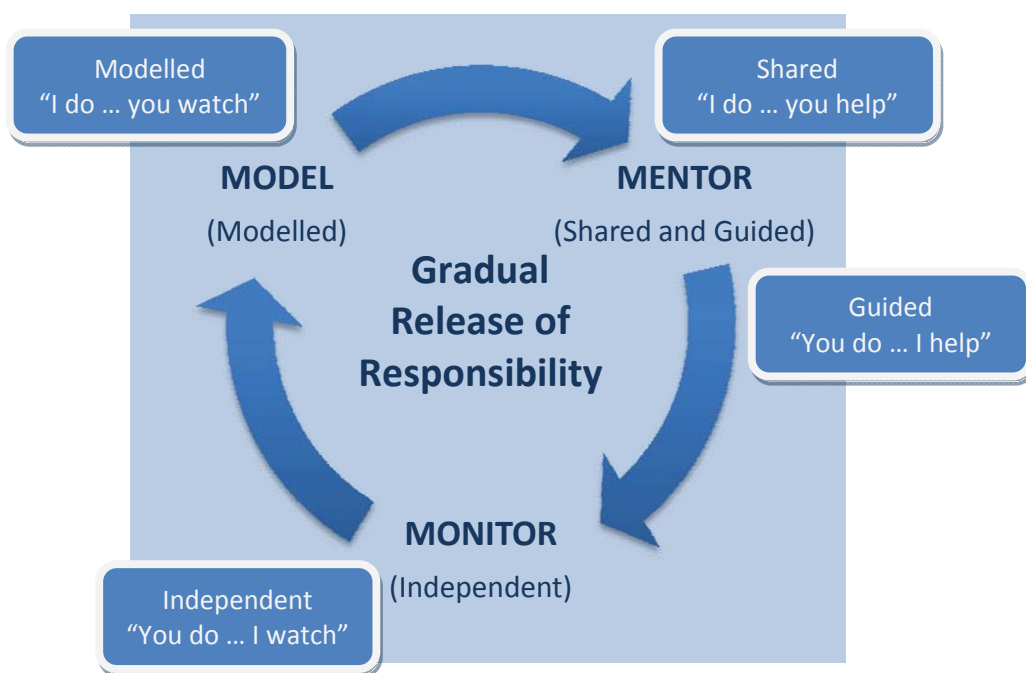 Modelled
“I do … you watch”
Shared
“I do … you help”
MODEL
(Modelled)
MENTOR
(Shared and Guided)
Gradual
Release of
Responsibility
Guided
“You do … I help”
MONITOR
(Independent)
Independent
“You do … I watch”